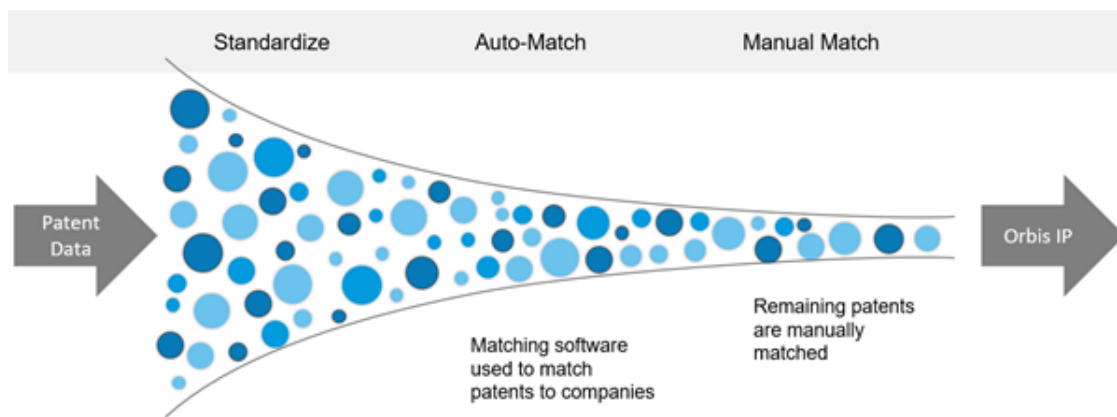 Standardize
Auto-Match
Manual Match
Patent
Data
Orbis IP
Matching software
used to match
patents to companies
Remaining patents
are manually
matched